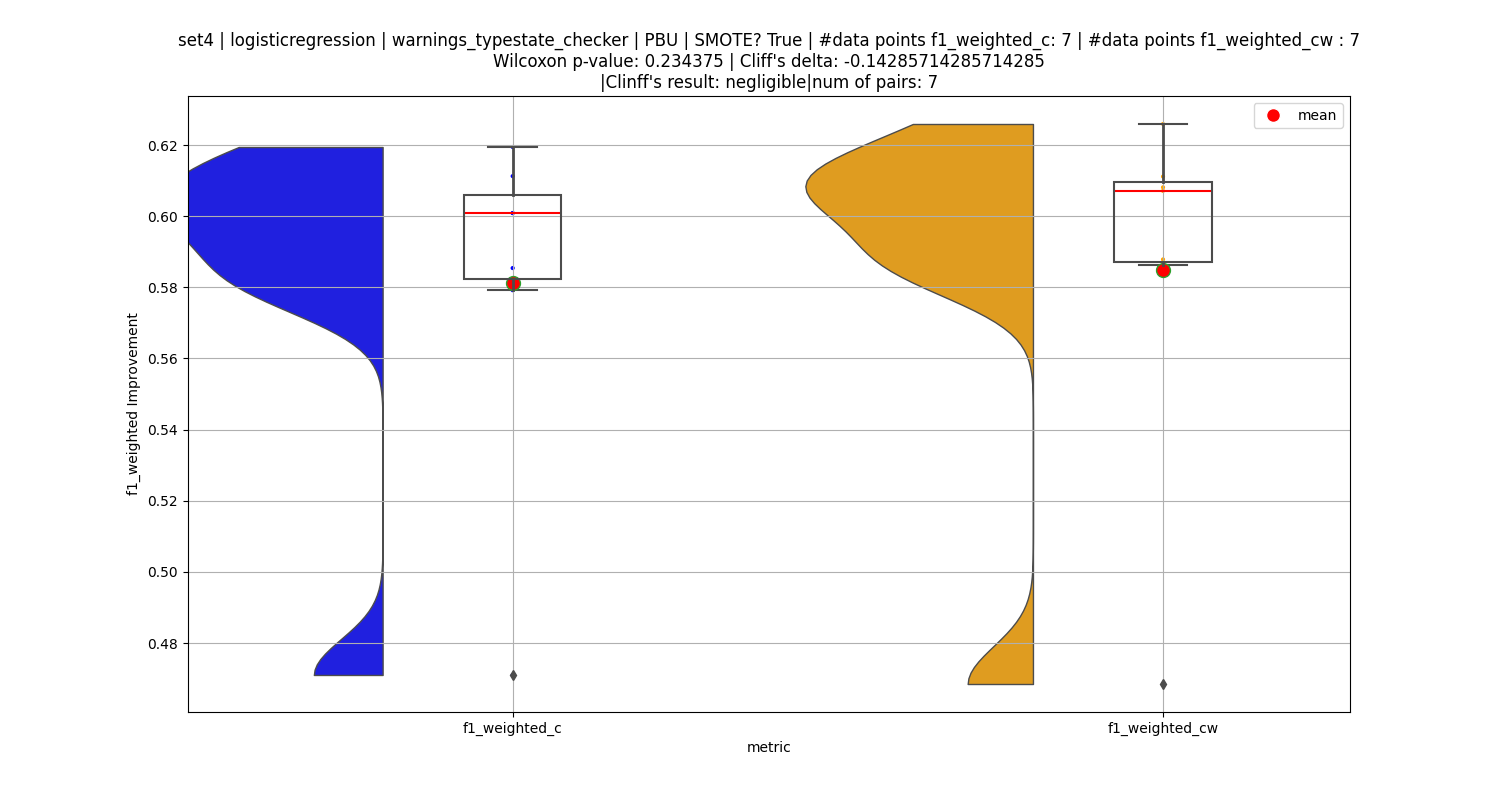 set4 | logisticregression | warnings_typestate_checker | PBU | SMOTE? True | #data points f1_weighted_c: 7 | #data points f1_weighted_cw : 7
Wilcoxon p-value: 0.234375 | Cliff's delta: -0.14285714285714285
|Clinff's result: negligible|num of pairs: 7
mean
0.62
0.60
0.58
0.56
0.54
0.52
0.50
0.48
f1_weighted Improvement
f1_weighted_c
f1_weighted_cw
metric